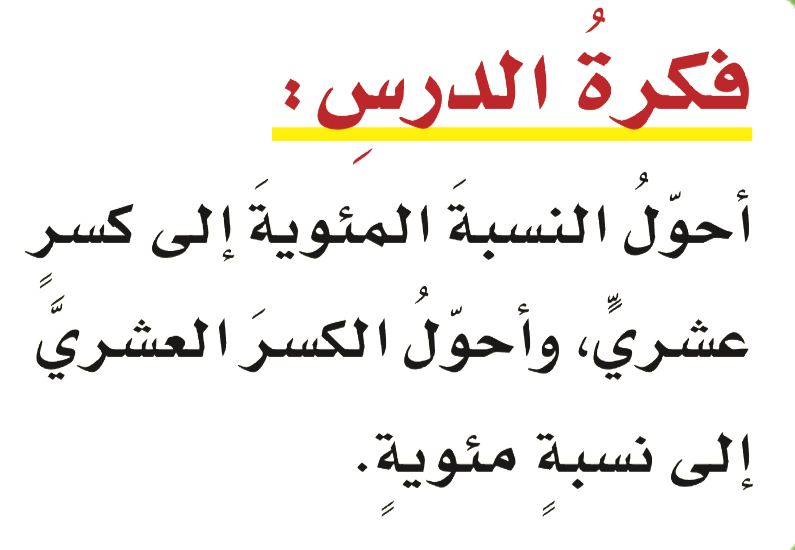 فكرةُ الدرسِ:
أحوّلُ النسبةَ المئويةَ إلى كسرٍ
عشريٍّ، وأحوّلُ الكسرَ العشريَّ
إلى نسبةٍ مئويةٍ.